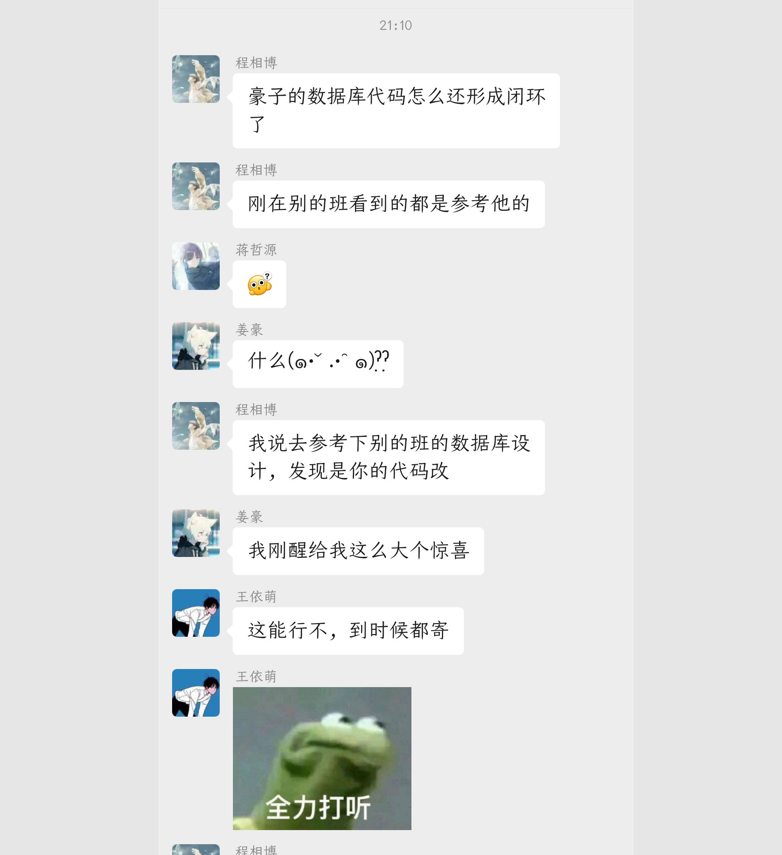 21:10
程相博
豪子的数据库代码怎么还形成闭环
了
程相博
刚在别的班看到的都是参考他的
蒋哲源
姜豪
什么(๑•ˇ .•ˆ ๑)⁇
程相博
我说去参考下别的班的数据库设
计，发现是你的代码改
姜豪
我刚醒给我这么大个惊喜
王依萌
这能行不，到时候都寄
王依萌
全力打听
程相博